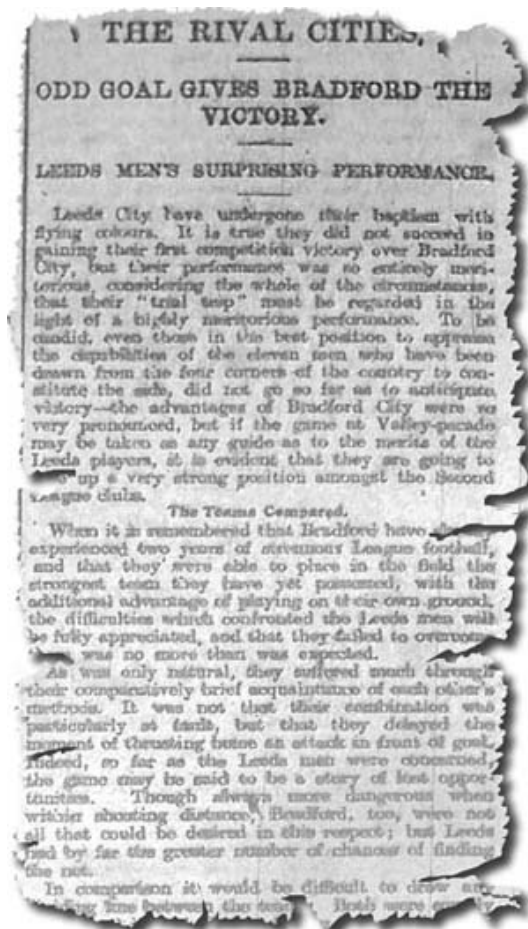 THE RIVAL CITIES.
ODD GOAL GIVES BRADFORD THE
VICTORY.
LEEDS MEN'S SURPRISING PERFORMANCE.
Leeds City have undergone their baptism with
flying colours. It is true they did not succeed in
gaining their first competition victory over Bradford
City, but their performance was so entirely meri-
torious, considering the whole of the circumstances,
that their "trial trip" must be regarded in the
light of a highly meritorious performance. To be
candid, even those in the best position to appraise
the capabilities of the eleven men who have been
drawn from the four corners of the country to con-
stitute the side, did not go so far as to anticipate
victory—the advantages of Bradford City were so
very pronounced, but if the game at Valley-parade
may be taken as any guide as to the merits of the
Leeds players, it is evident that they are going to
up a very strong position amongst the Second
League clubs.
The Teams Compared.
When it is remembered that Bradford have
experienced two years of strenuous League football,
and that they were able to place in the field the
strongest team they have yet possessed, with the
additional advantage of playing on their own ground,
the difficulties which confronted the Leeds men will
be fully appreciated, and that they failed to overcome
them was no more than was expected.
As was only natural, they suffered much through
their comparatively brief acquaintance of each other's
methods. It was not that their combination was
particularly at fault, but that they delayed the
moment of thrusting home an attack in front of goal.
Indeed, so far as the Leeds men were concerned,
the game may be said to be a story of lost oppor-
tunities. Though always more dangerous when
within shooting distance, Bradford, too, were not
all that could be desired in this respect; but Leeds
had by far the greater number of chances of finding
the net.
In comparison it would be difficult to draw any
line between the teams. Both were